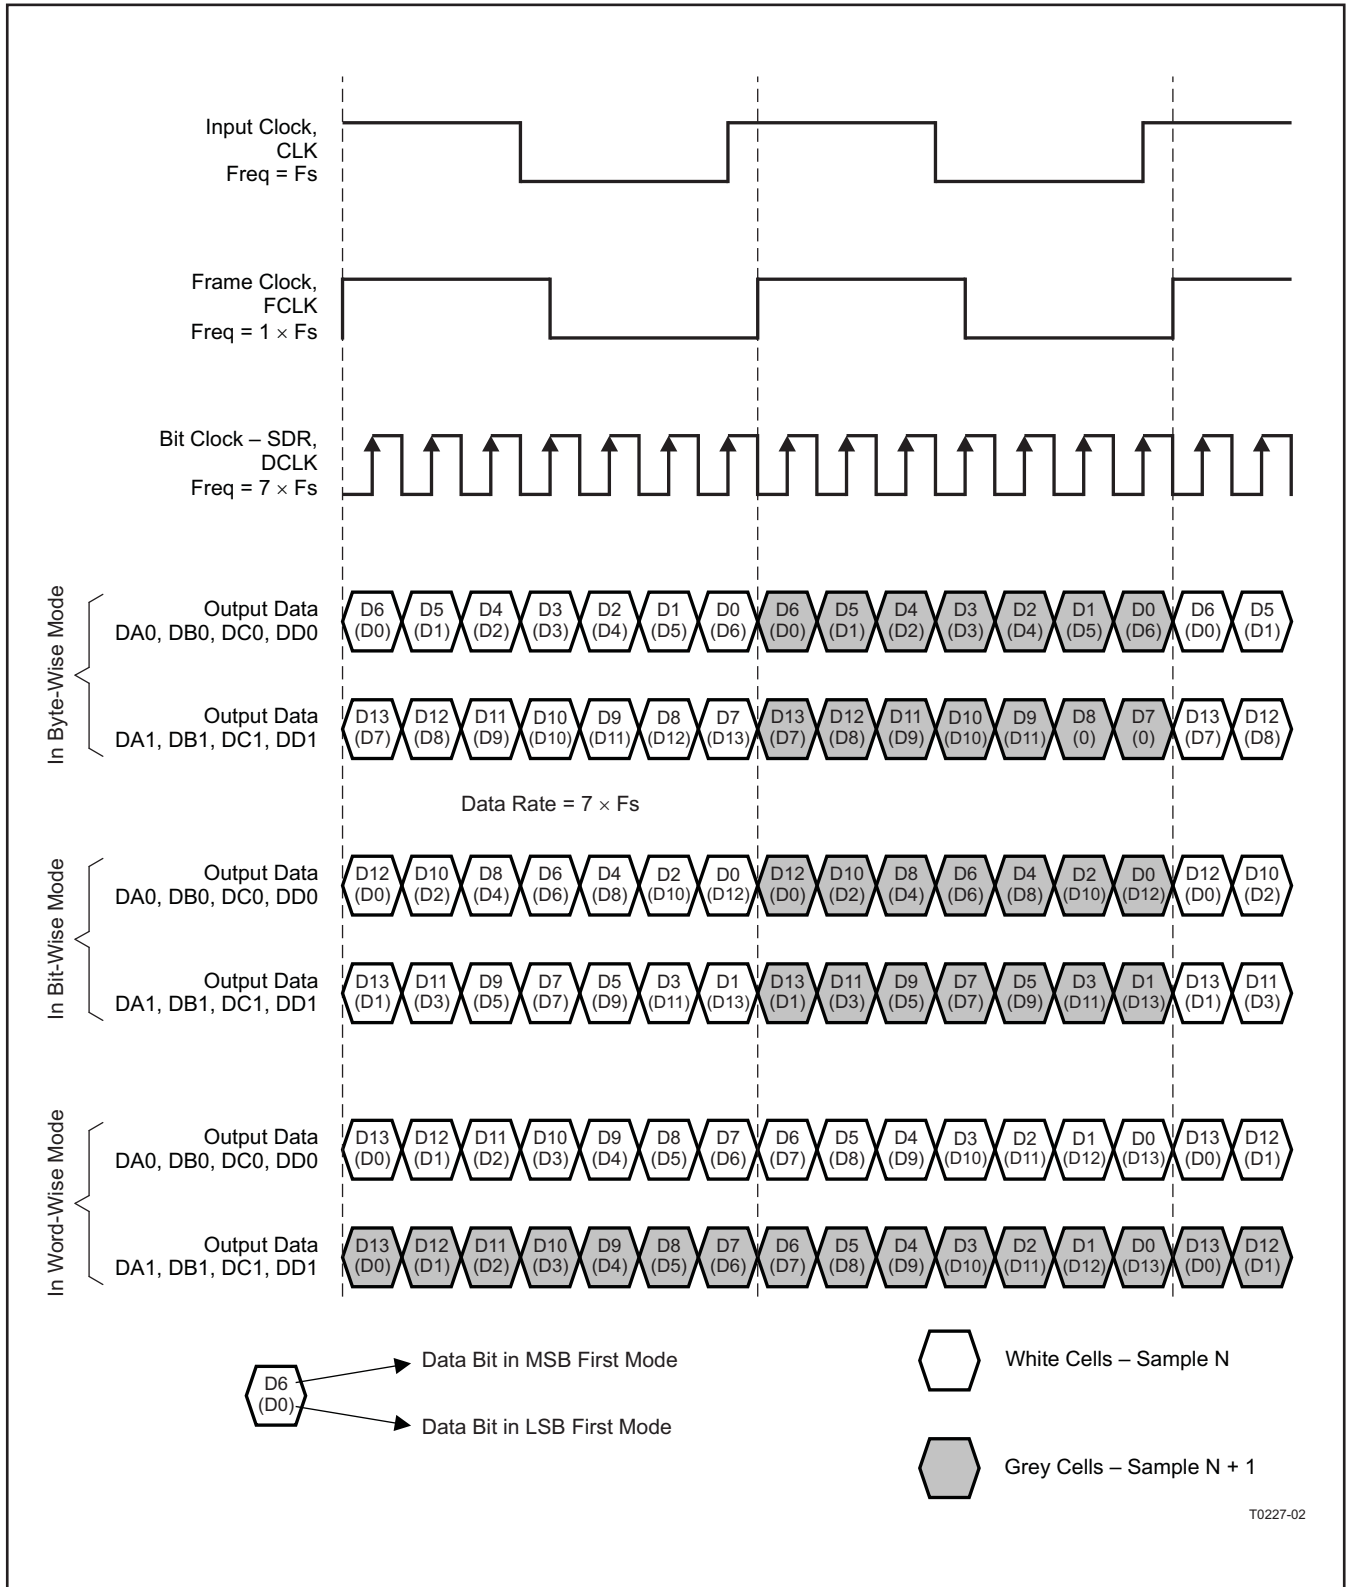 Input Clock,
CLK
Freq = Fs
Frame Clock,
FCLK
Freq = 1 × Fs
Bit Clock – SDR,
DCLK
Freq = 7 × Fs
In Byte-Wise Mode
Output Data
DA0, DB0, DC0, DD0
D6 D5 D4 D3 D2 D1 D0 D6 D5 D4 D3 D2 D1 D0 D6 D5
(D0) (D1) (D2) (D3) (D4) (D5) (D6) (D0) (D1) (D2) (D3) (D4) (D5) (D6) (D0) (D1)
Output Data
DA1, DB1, DC1, DD1
D13 D12 D11 D10 D9 D8 D7 D13 D12 D11 D10 D9 D8 D7 D13 D12
(D7) (D8) (D9) (D10) (D11) (D12) (D13) (D7) (D8) (D9) (D10) (D11) (0) (0) (D7) (D8)
Data Rate = 7 × Fs
In Bit-Wise Mode
Output Data
DA0, DB0, DC0, DD0
D12 D10 D8 D6 D4 D2 D0 D12 D10 D8 D6 D4 D2 D0 D12 D10
(D0) (D2) (D4) (D6) (D8) (D10) (D12) (D0) (D2) (D4) (D6) (D8) (D10) (D12) (D0) (D2)
Output Data
DA1, DB1, DC1, DD1
D13 D11 D9 D7 D5 D3 D1 D13 D11 D9 D7 D5 D3 D1 D13 D11
(D1) (D3) (D5) (D7) (D9) (D11) (D13) (D1) (D3) (D5) (D7) (D9) (D11) (D13) (D1) (D3)
In Word-Wise Mode
Output Data
DA0, DB0, DC0, DD0
D13 D12 D11 D10 D9 D8 D7 D6 D5 D4 D3 D2 D1 D0 D13 D12
(D0) (D1) (D2) (D3) (D4) (D5) (D6) (D7) (D8) (D9) (D10) (D11) (D12) (D13) (D0) (D1)
Output Data
DA1, DB1, DC1, DD1
D13 D12 D11 D10 D9 D8 D7 D6 D5 D4 D3 D2 D1 D0 D13 D12
(D0) (D1) (D2) (D3) (D4) (D5) (D6) (D7) (D8) (D9) (D10) (D11) (D12) (D13) (D0) (D1)
D6
(D0)
Data Bit in MSB First Mode
Data Bit in LSB First Mode
White Cells – Sample N
Grey Cells – Sample N + 1
T0227-02